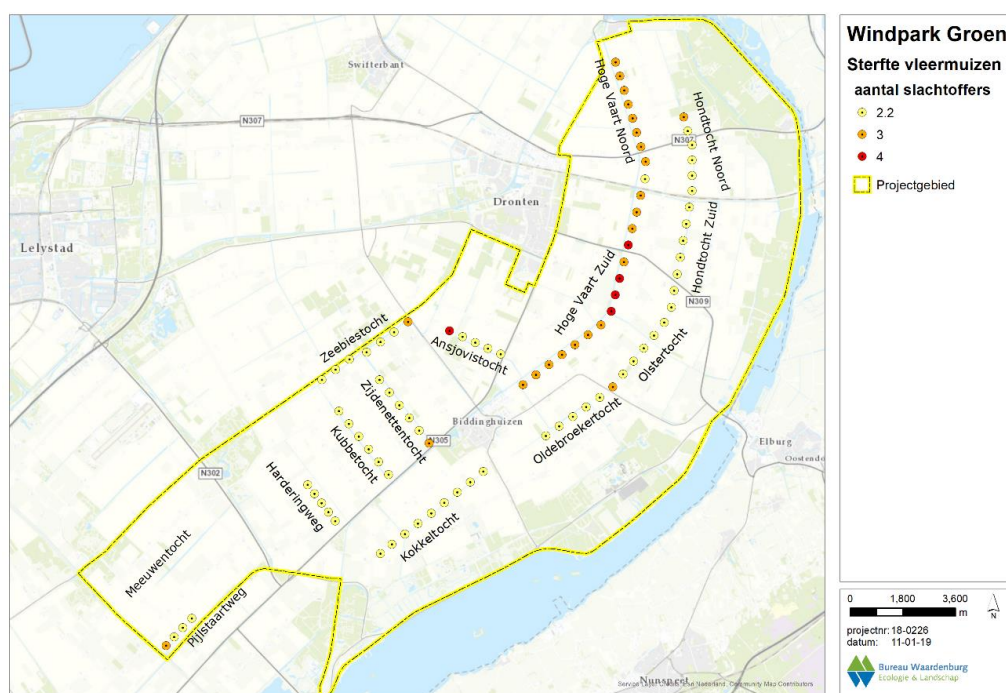 Windpark Groen
Sterfte vleermuizen
aantal slachtoffers
2.2
3
4
Projectgebied
Swifterbant
N307
Hoge Vaart Noord
Hondtocht Noord
N307
Dronten
Lelystad
Hondtocht Zuid
Hoge Vaart Zuid
N309
Zeebiestocht
Ansjovistocht
Olstertocht
Zijdenettentocht
Biddinghuizen
Oldebroekertocht
Kubbetocht
N305
Elburg
N302
Harderingweg
Kokkeltocht
Meeuwentocht
Pijlstaartweg
Nunspeet
0 1,800 3,600
m
N
projectnr: 18-0226
datum: 11-01-19
Bureau Waardenburg
Ecologie & Landschap